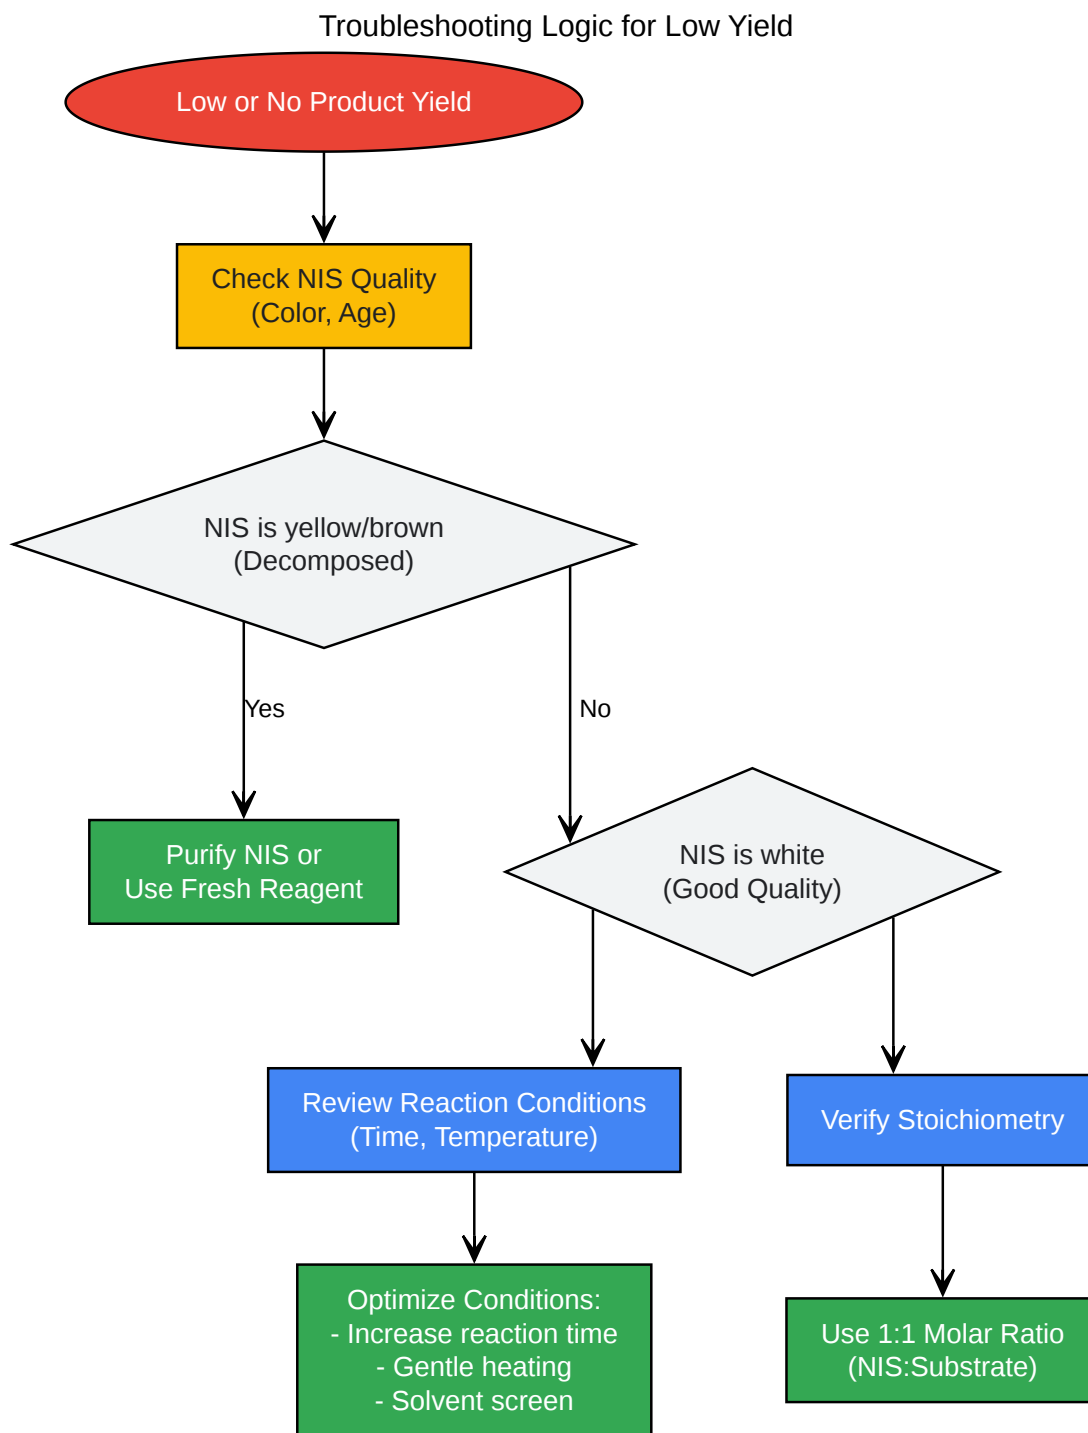 Troubleshooting Logic for Low Yield
Low or No Product Yield
Check NIS Quality
(Color, Age)
NIS is yellow/brown
(Decomposed)
Yes
No
Purify NIS or
Use Fresh Reagent
NIS is white
(Good Quality)
Review Reaction Conditions
(Time, Temperature)
Verify Stoichiometry
Optimize Conditions:
- Increase reaction time
- Gentle heating
- Solvent screen
Use 1:1 Molar Ratio
(NIS:Substrate)